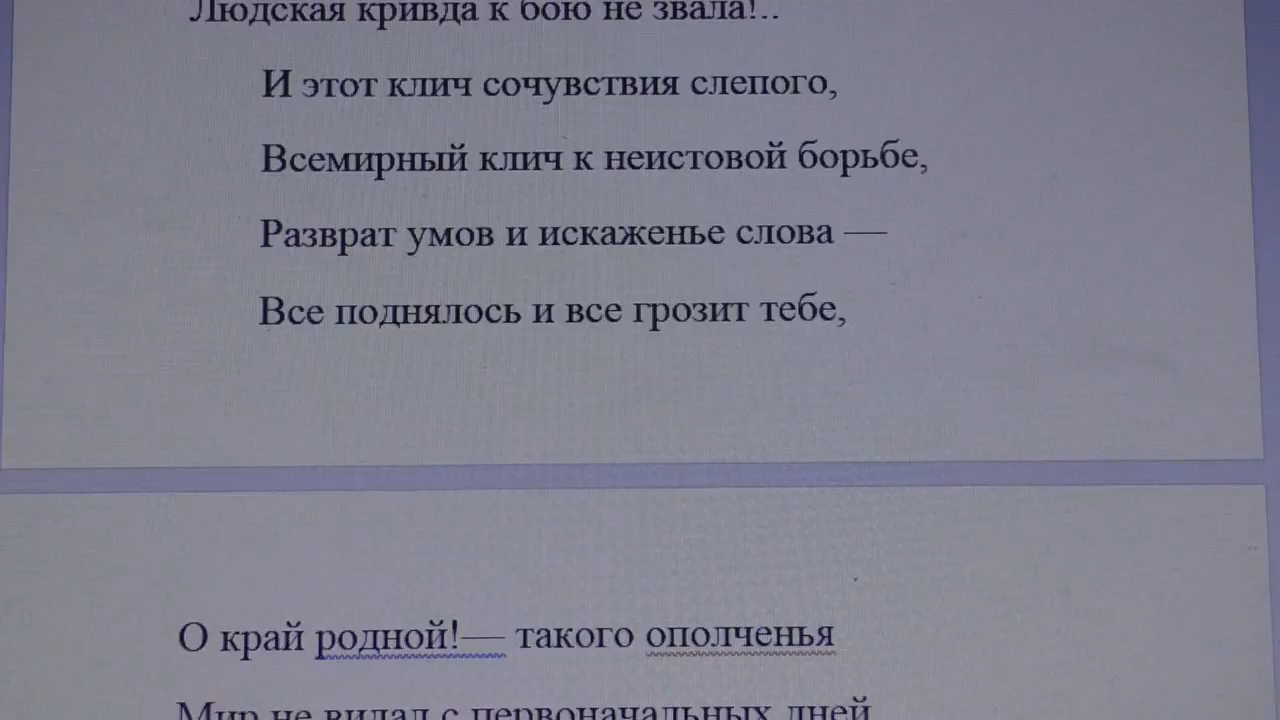 Людская кривда к бою не звала!..
И этот клич сочувствия слепого,
Всемирный клич к неистовой борьбе,
Разврат умов и искаженье слова —
Все поднялось и все грозит тебе,
О край родной!— такого ополченья
Мир не видал с первоначальных дней